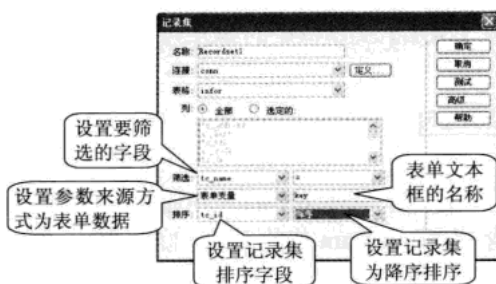 记录集
名称: Recordset1
确定
连接: conn
定义...
取消
表格: infor
测试
列: 全部 选定的:
高级
帮助
设置要筛
选的字段
筛选: tc_name =
表单文本
框的名称
设置参数来源方
式为表单数据
表单变量 key
排序: tc_id
设置记录集
排序字段
设置记录集
为降序排序